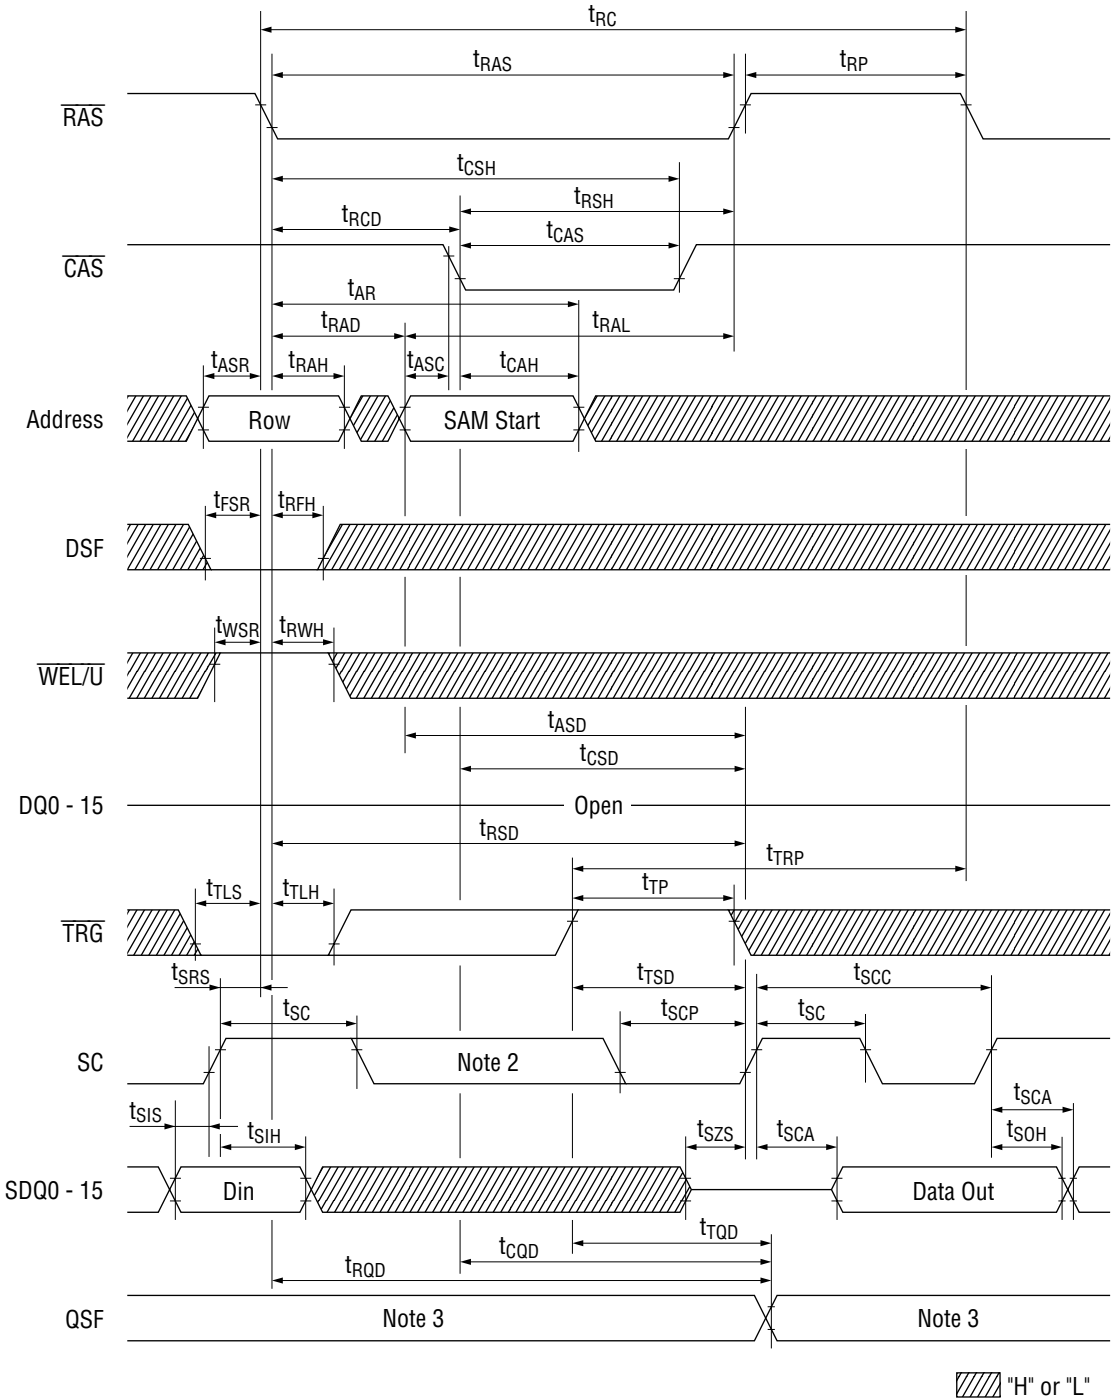 tRC
tRAS tRP
RAS
tCSH
tRSH
tRCD
tCAS
CAS
tAR
tRAD tRAL
tASR tRAH tASC tCAH
Address Row SAM Start
tFSR tRFH
DSF
tWSR tRWH
WEL/U
tASD
tCSD
DQ0 - 15 Open
tRSD
tTRP
tTLS tTLH tTP
TRG
tSRS tTSD tSCC
tSC tSCP tSC
SC Note 2
tSIS tSCA
tSIH tSZS tSCA tSOH
SDQ0 - 15 Din Data Out
tTQD
tCQD
tRQD
QSF Note 3 Note 3
"H" or "L"